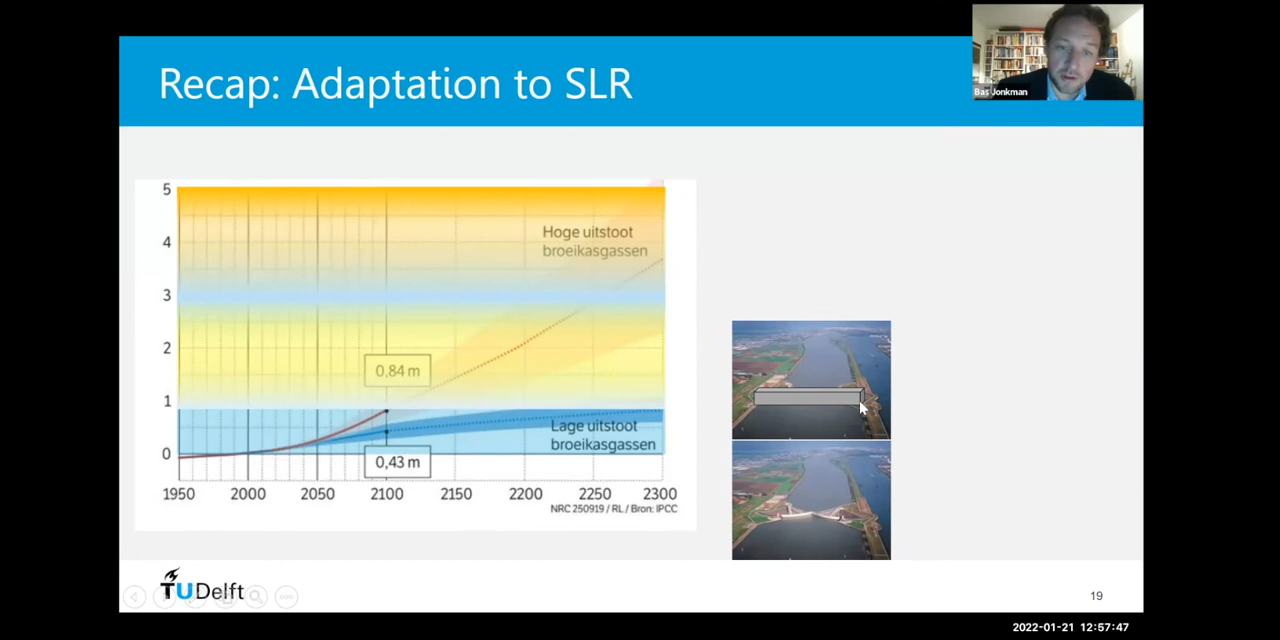 Recap: Adaptation to SLR
Bas Jonkman
5
4
3
2
1
0
Hoge uitstoot
broeikasgassen
0,84 m
Lage uitstoot
broeikasgassen
0,43 m
1950 2000 2050 2100 2150 2200 2250 2300
NRC 250919 / RL / Bron: IPCC
TUDelft
19
2022-01-21 12:57:47